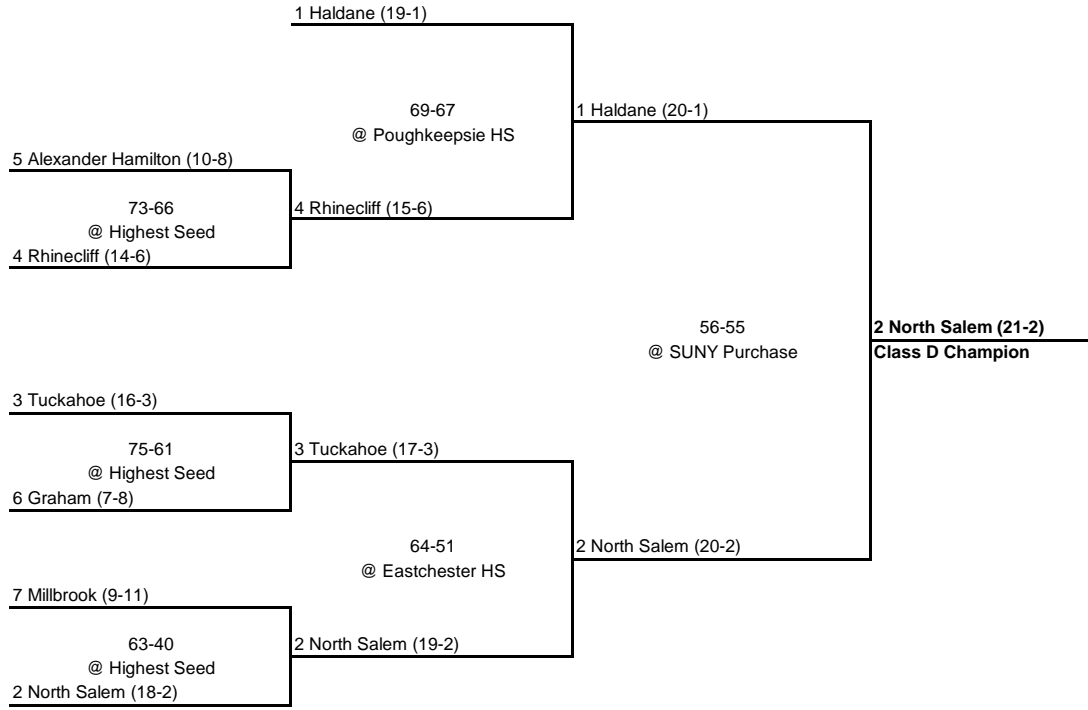 1 Haldane (19-1)
69-67
@ Poughkeepsie HS
1 Haldane (20-1)
5 Alexander Hamilton (10-8)
73-66
@ Highest Seed
4 Rhinecliff (15-6)
4 Rhinecliff (14-6)
56-55
@ SUNY Purchase
2 North Salem (21-2)
Class D Champion
3 Tuckahoe (16-3)
75-61
@ Highest Seed
3 Tuckahoe (17-3)
6 Graham (7-8)
64-51
@ Eastchester HS
2 North Salem (20-2)
7 Millbrook (9-11)
63-40
@ Highest Seed
2 North Salem (19-2)
2 North Salem (18-2)